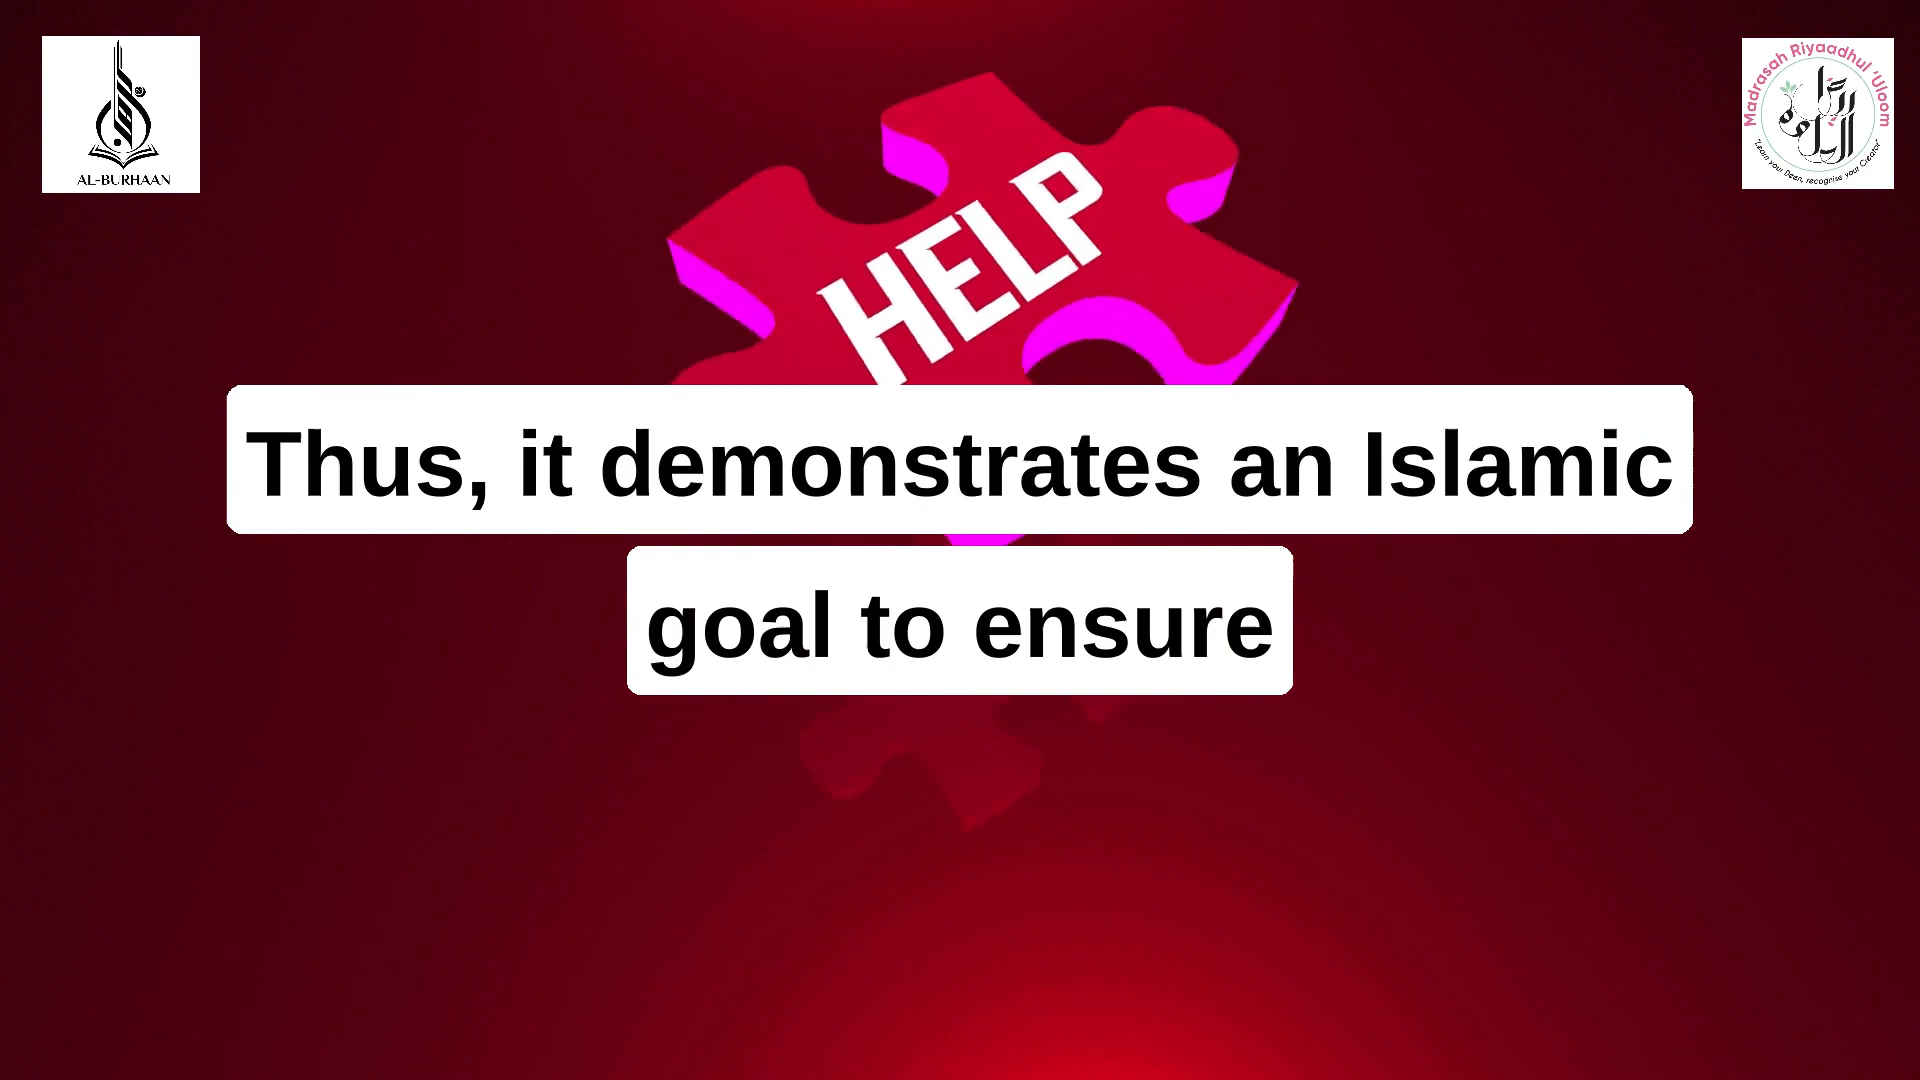 AL-BURHAAN
Madrasah Riyaadhul 'Uloom
"Learn your Deen, recognise your Creator"
HELP
Thus, it demonstrates an Islamic
goal to ensure